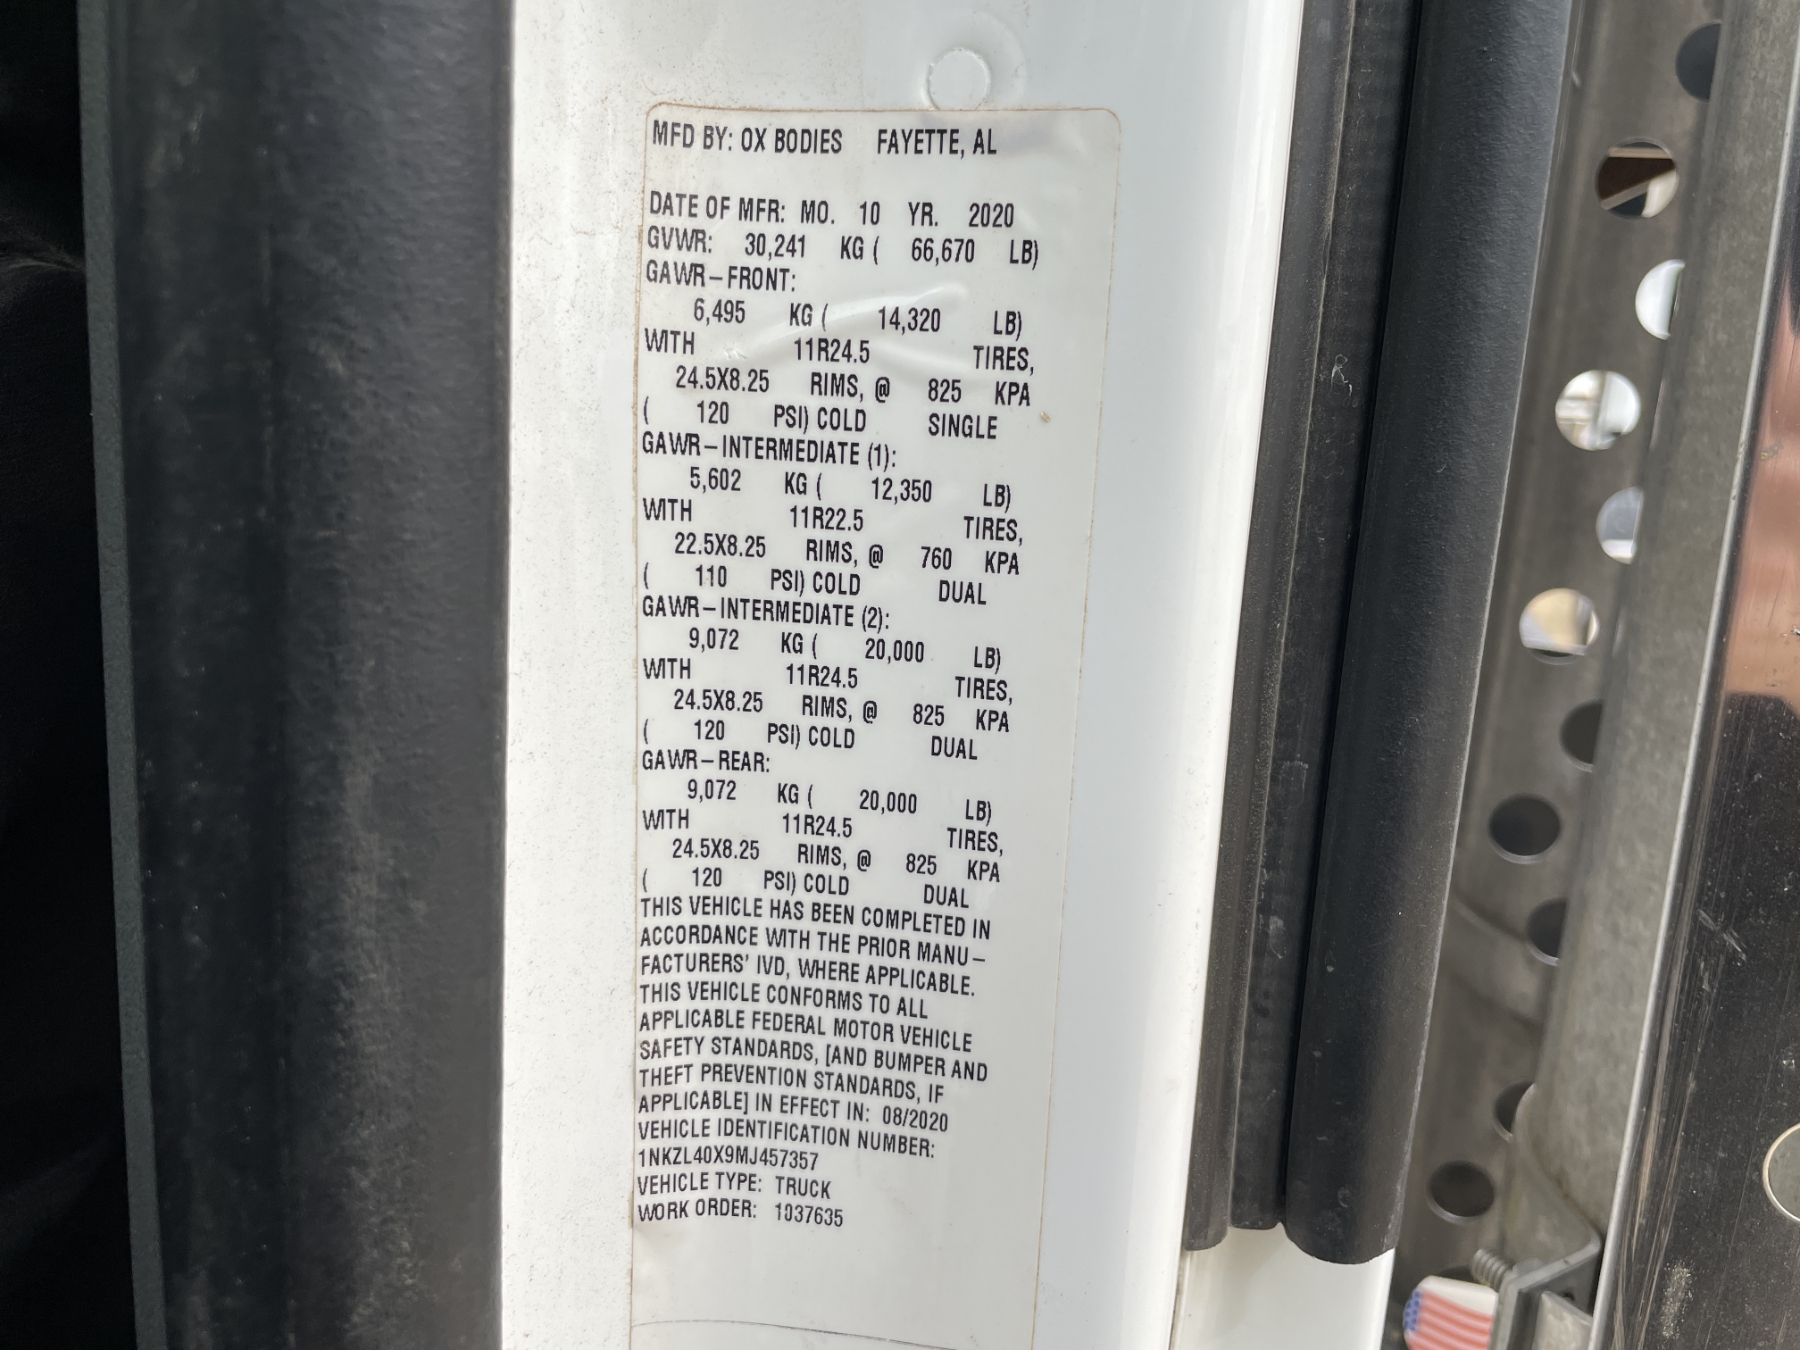 MFD BY: OX BODIES FAYETTE, AL
DATE OF MFR: MO. 10 YR. 2020
GVWR: 30,241 KG ( 66,670 LB)
GAWR-FRONT:
6,495 KG ( 14,320 LB)
WITH 11R24.5 TIRES,
24.5X8.25 RIMS, @ 825 KPA
( 120 PSI) COLD SINGLE
GAWR-INTERMEDIATE (1):
5,602 KG ( 12,350 LB)
WITH 11R22.5 TIRES,
22.5X8.25 RIMS, @ 760 KPA
( 110 PSI) COLD DUAL
GAWR-INTERMEDIATE (2):
9,072 KG ( 20,000 LB)
WITH 11R24.5 TIRES,
24.5X8.25 RIMS, @ 825 KPA
( 120 PSI) COLD DUAL
GAWR-REAR:
9,072 KG ( 20,000 LB)
WITH 11R24.5 TIRES,
24.5X8.25 RIMS, @ 825 KPA
( 120 PSI) COLD DUAL
THIS VEHICLE HAS BEEN COMPLETED IN
ACCORDANCE WITH THE PRIOR MANU-
FACTURERS' IVD, WHERE APPLICABLE.
THIS VEHICLE CONFORMS TO ALL
APPLICABLE FEDERAL MOTOR VEHICLE
SAFETY STANDARDS, [AND BUMPER AND
THEFT PREVENTION STANDARDS, IF
APPLICABLE] IN EFFECT IN: 08/2020
VEHICLE IDENTIFICATION NUMBER:
1NKZL40X9MJ457357
VEHICLE TYPE: TRUCK
WORK ORDER: 1037635